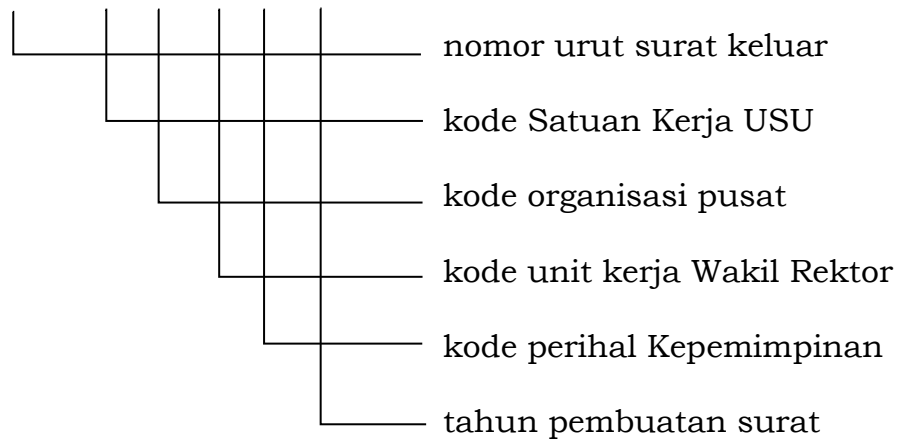 nomor urut surat keluar
kode Satuan Kerja USU
kode organisasi pusat
kode unit kerja Wakil Rektor
kode perihal Kepemimpinan
tahun pembuatan surat